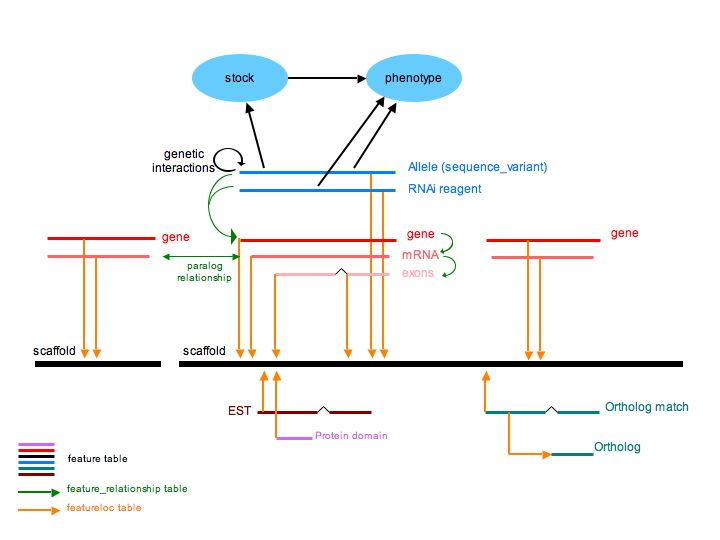 stock
phenotype
genetic
interactions
Allele (sequence_variant)
RNAi reagent
gene
gene
gene
mRNA
paralog
relationship
exons
scaffold
scaffold
EST
Ortholog match
Protein domain
Ortholog
feature table
feature_relationship table
featureloc table